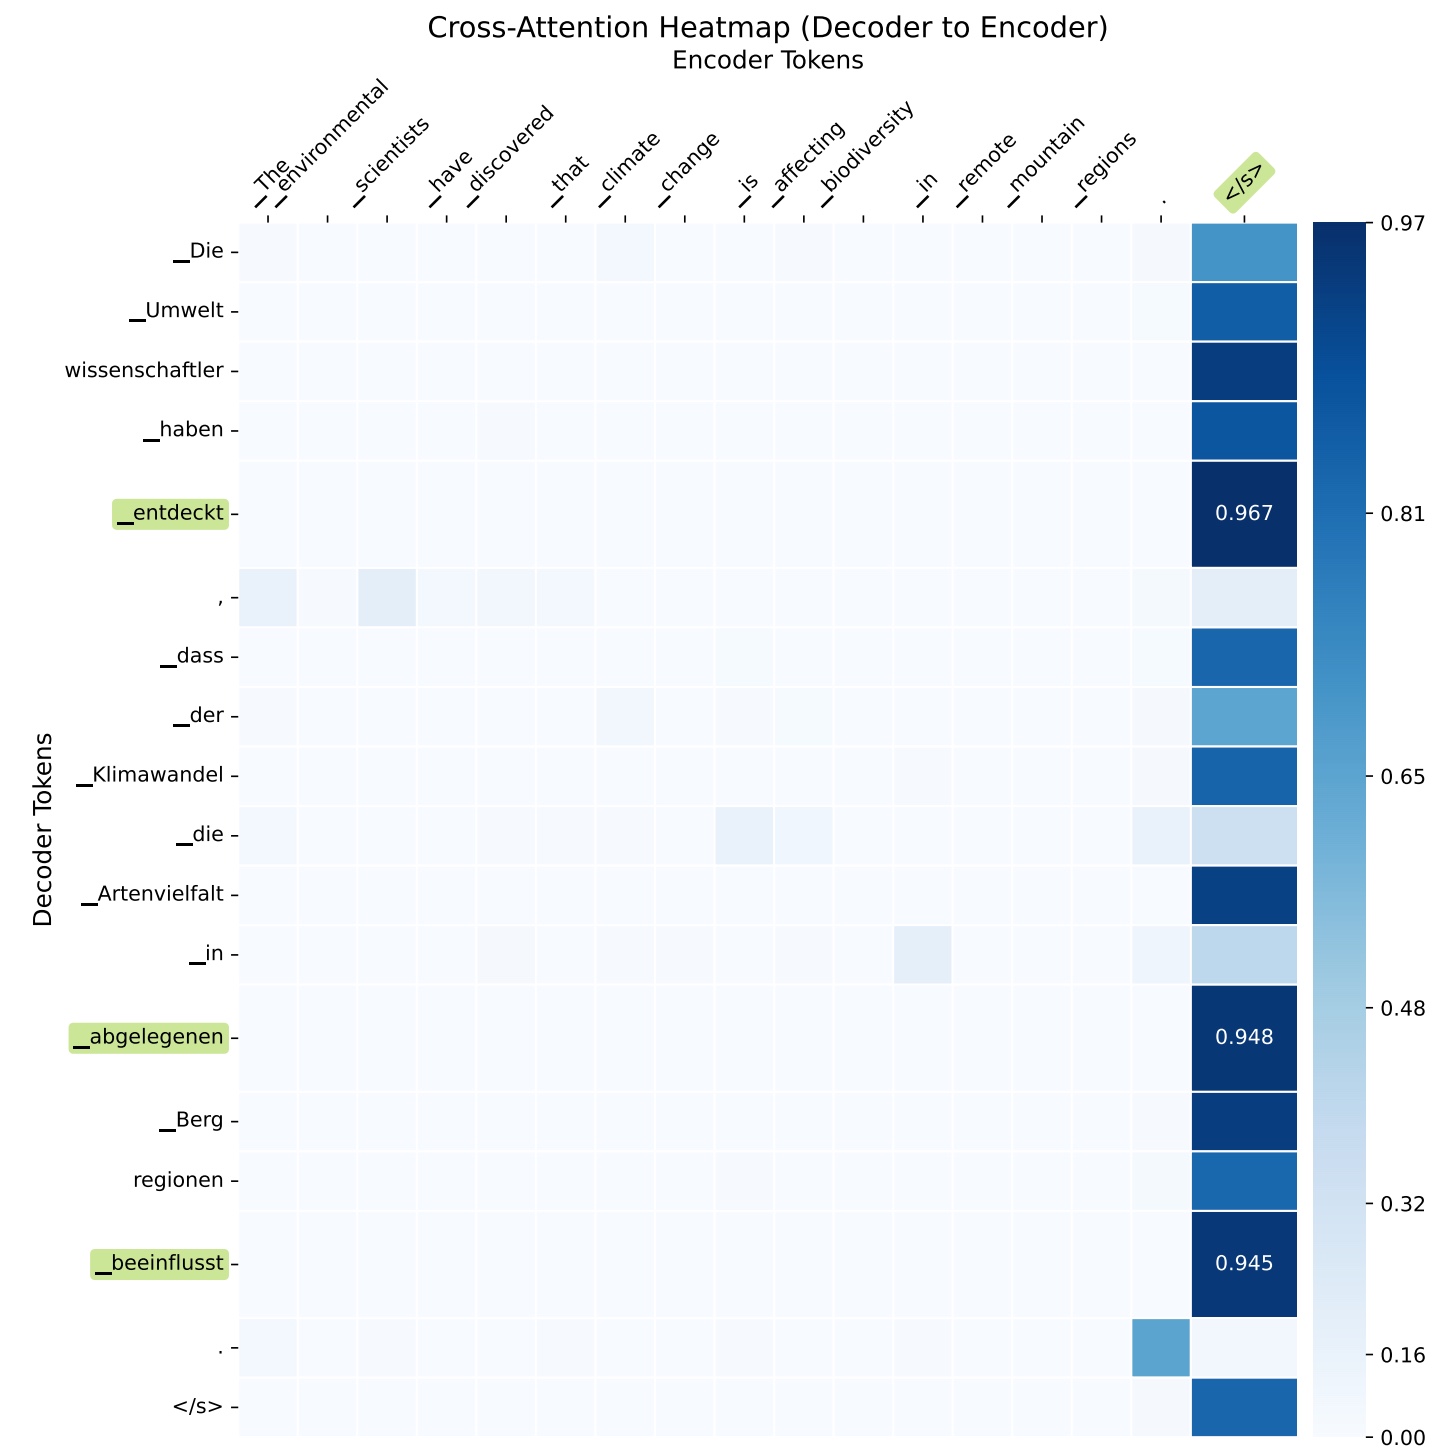 Cross-Attention Heatmap (Decoder to Encoder)
Encoder Tokens
▁The
▁environmental
▁scientists
▁have
▁discovered
▁that
▁climate
▁change
▁is
▁affecting
▁biodiversity
▁in
▁remote
▁mountain
▁regions
.
</s>
Decoder Tokens
▁Die
▁Umwelt
wissenschaftler
▁haben
▁entdeckt
,
▁dass
▁der
▁Klimawandel
▁die
▁Artenvielfalt
▁in
▁abgelegenen
▁Berg
regionen
▁beeinflusst
.
</s>
0.967
0.948
0.945
0.97
0.81
0.65
0.48
0.32
0.16
0.00